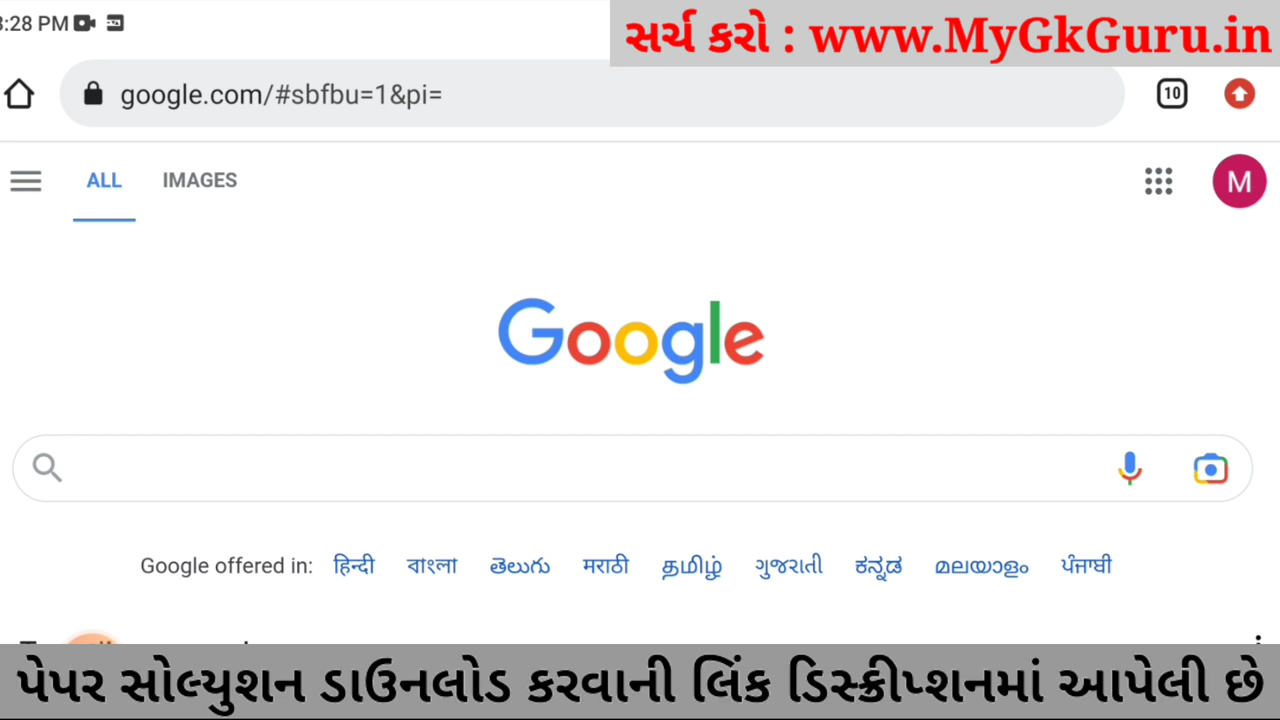 3:28 PM
સર્ચ કરો : www.MyGkGuru.in
google.com/#sbfbu=1&pi=
10
ALL IMAGES
M
Google
Google offered in: हिन्दी বাংলা తెలుగు मराठी தமிழ் ગુજરાતી ಕನ್ನಡ മലയാളം ਪੰਜਾਬੀ
પેપર સોલ્યુશન ડાઉનલોડ કરવાની લિંક ડિસ્ક્રીપ્શનમાં આપેલી છે